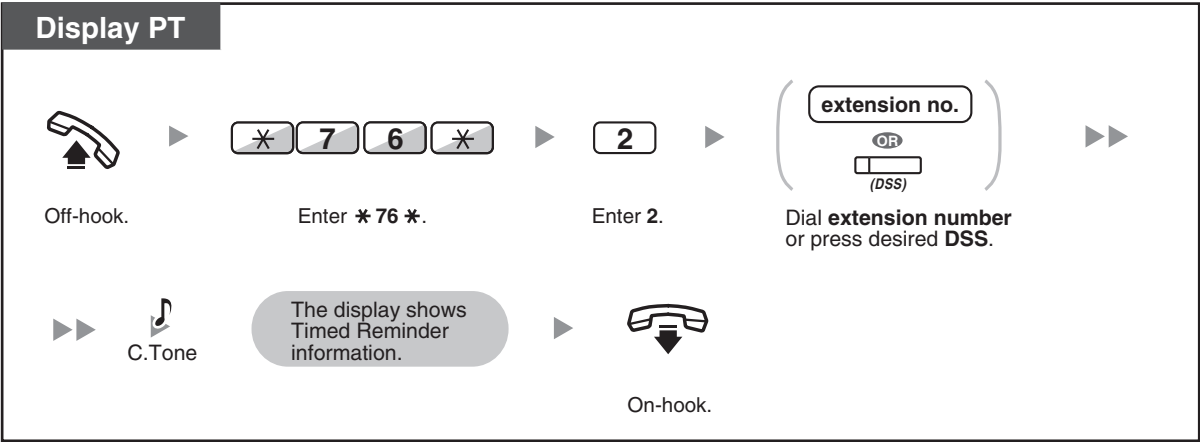 Display PT
✳ 7 6 ✳
2
extension no.
OR
(DSS)
Off-hook.
Enter ✳ 76 ✳.
Enter 2.
Dial extension number
or press desired DSS.
C.Tone
The display shows
Timed Reminder
information.
On-hook.